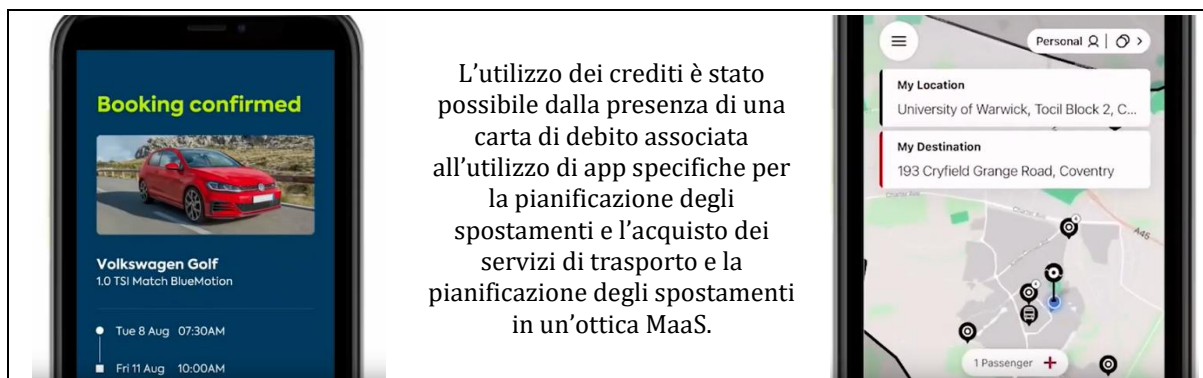 Booking confirmed
Volkswagen Golf
1.0 TSI Match BlueMotion
Tue 8 Aug 07:30AM
Fri 11 Aug 10:00AM
L’utilizzo dei crediti è stato
possibile dalla presenza di una
carta di debito associata
all’utilizzo di app specifiche per
la pianificazione degli
spostamenti e l’acquisto dei
servizi di trasporto e la
pianificazione degli spostamenti
in un’ottica MaaS.
Personal
My Location
University of Warwick, Tocil Block 2, C...
My Destination
193 Cryfield Grange Road, Coventry
Charter Ave
A45
1 Passenger +